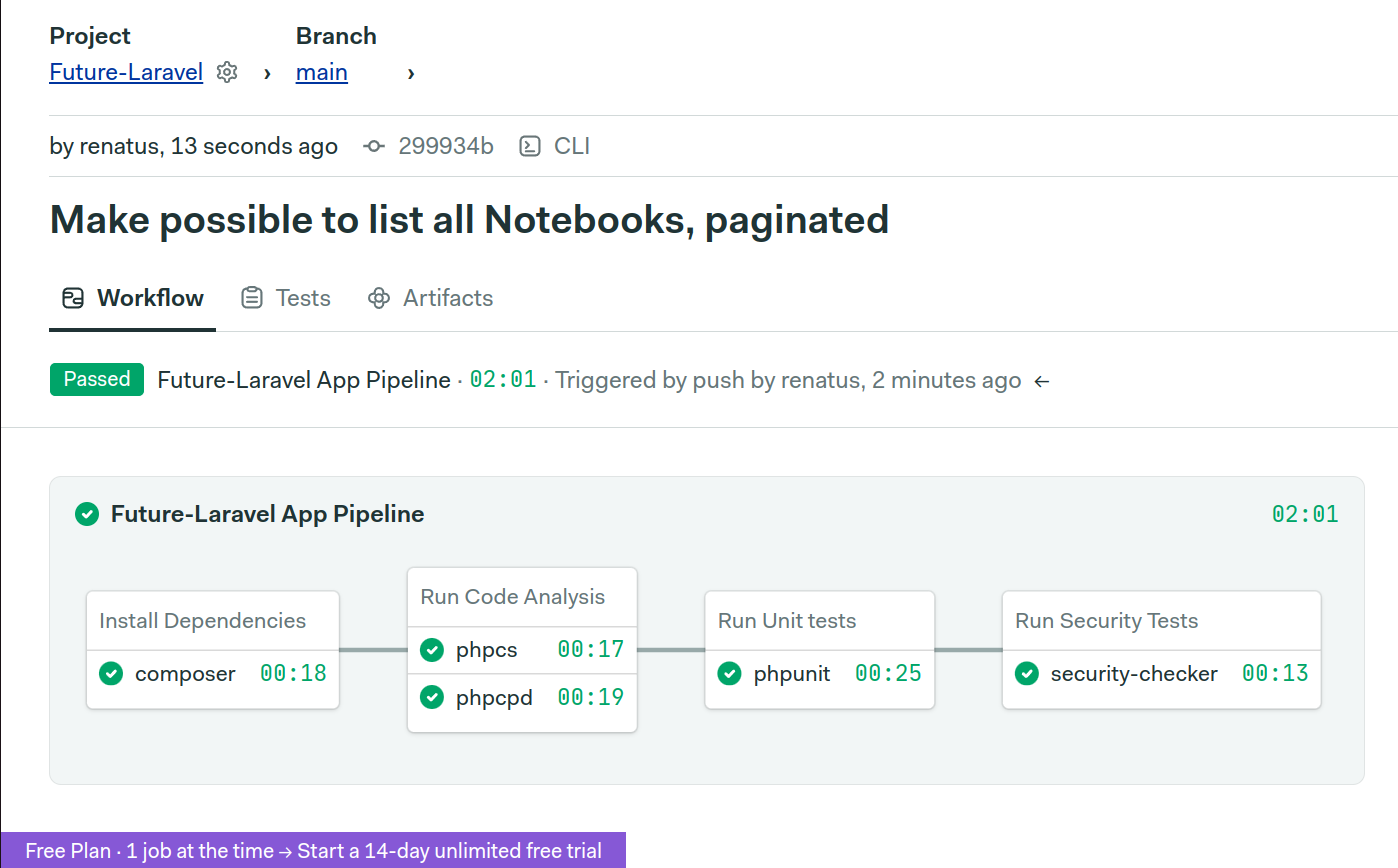 Project Branch
Future-Laravel › main ›
by renatus, 13 seconds ago 299934b CLI
Make possible to list all Notebooks, paginated
Workflow Tests Artifacts
Passed Future-Laravel App Pipeline · 02:01 · Triggered by push by renatus, 2 minutes ago ←
Future-Laravel App Pipeline 02:01
Install Dependencies
composer 00:18
Run Code Analysis
phpcs 00:17
phpcpd 00:19
Run Unit tests
phpunit 00:25
Run Security Tests
security-checker 00:13
Free Plan · 1 job at the time → Start a 14-day unlimited free trial